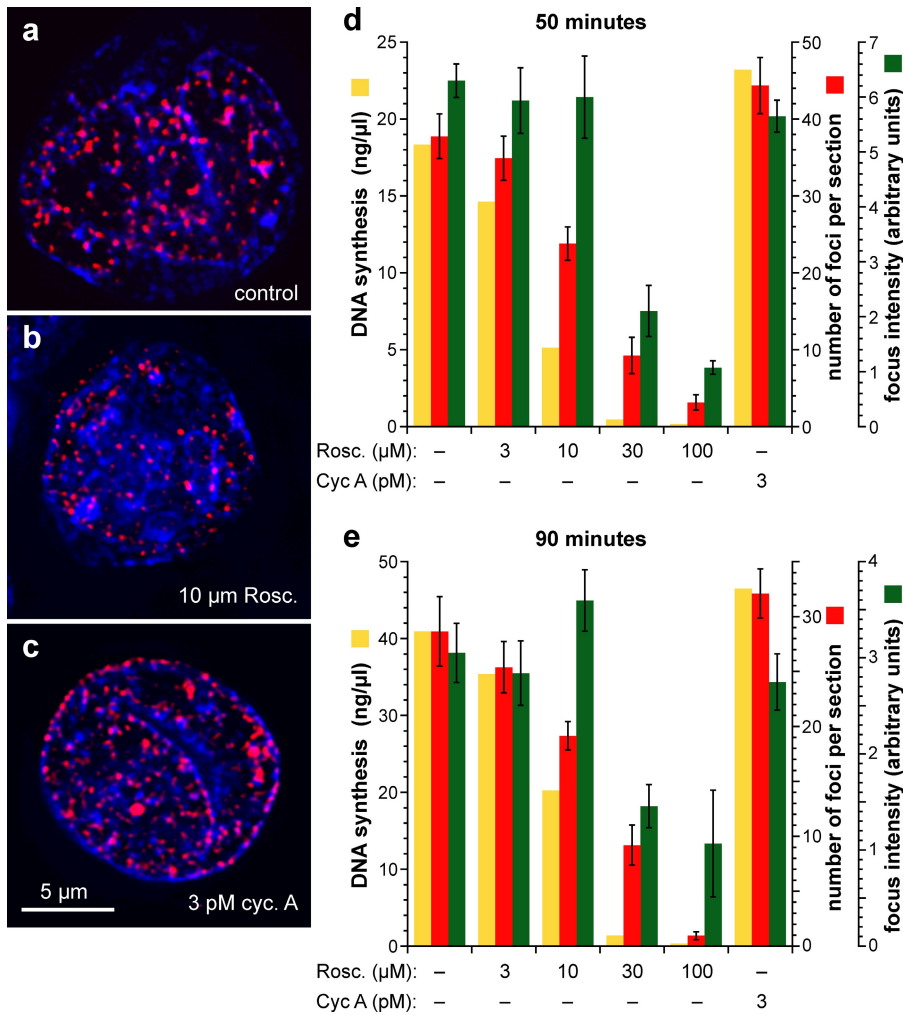 a
control
b
10 µm Rosc.
c
5 µm
3 pM cyc. A
d
50 minutes
DNA synthesis (ng/µl)
25
20
15
10
5
0
50
40
30
20
10
0
number of foci per section
7
6
5
4
3
2
1
0
focus intensity (arbitrary units)
Rosc. (µM): – 3 10 30 100 –
Cyc A (pM): – – – – – 3
e
90 minutes
DNA synthesis (ng/µl)
50
40
30
20
10
0
30
20
10
0
number of foci per section
4
3
2
1
0
focus intensity (arbitrary units)
Rosc. (µM): – 3 10 30 100 –
Cyc A (pM): – – – – – 3